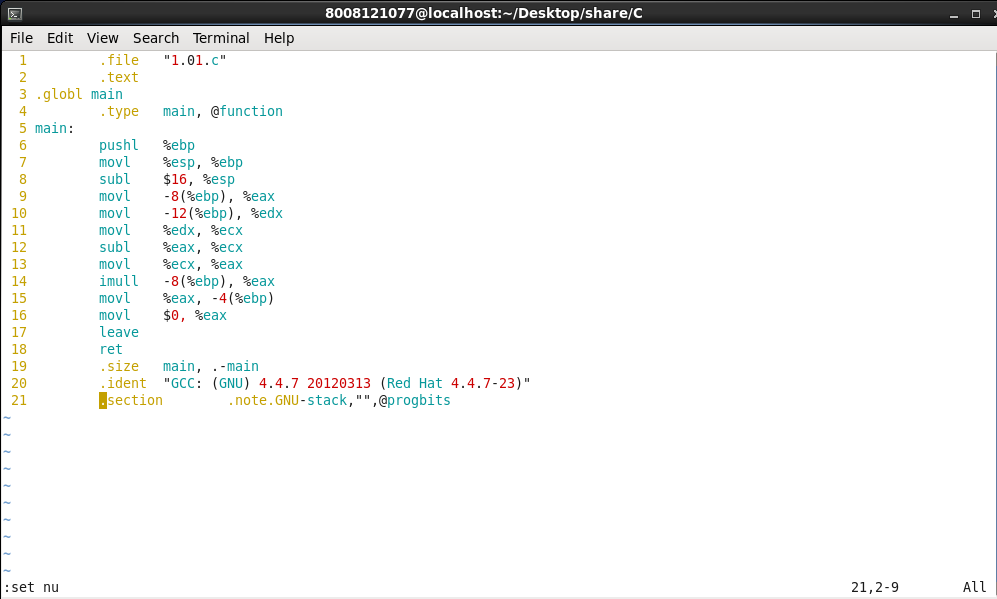 8008121077@localhost:~/Desktop/share/C
File Edit View Search Terminal Help
1 .file "1.01.c"
2 .text
3 .globl main
4 .type main, @function
5 main:
6 pushl %ebp
7 movl %esp, %ebp
8 subl $16, %esp
9 movl -8(%ebp), %eax
10 movl -12(%ebp), %edx
11 movl %edx, %ecx
12 subl %eax, %ecx
13 movl %ecx, %eax
14 imull -8(%ebp), %eax
15 movl %eax, -4(%ebp)
16 movl $0, %eax
17 leave
18 ret
19 .size main, .-main
20 .ident "GCC: (GNU) 4.4.7 20120313 (Red Hat 4.4.7-23)"
21 .section .note.GNU-stack,"",@progbits
~
~
~
~
~
~
~
~
~
~
:set nu 21,2-9 All